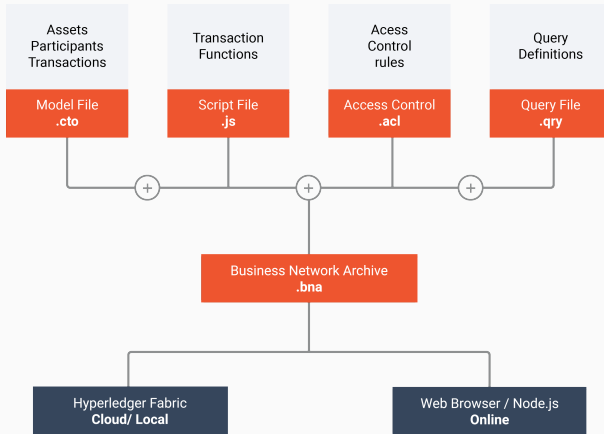 Assets
Participants
Transactions
Transaction
Functions
Acess
Control
rules
Query
Definitions
Model File
.cto
Script File
.js
Access Control
.acl
Query File
.qry
+
+
+
Business Network Archive
.bna
Hyperledger Fabric
Cloud/ Local
Web Browser / Node.js
Online